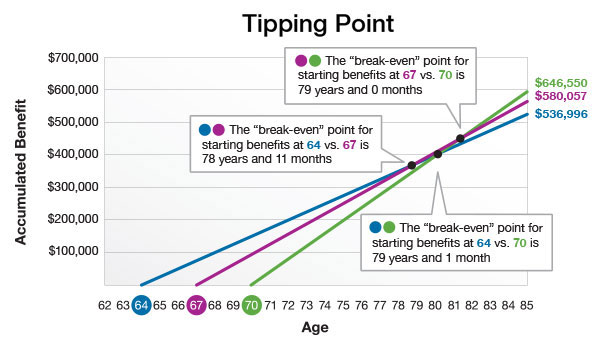 Tipping Point
Accumulated Benefit
$700,000
$600,000
$500,000
$400,000
$300,000
$200,000
$100,000
The “break-even” point for
starting benefits at 67 vs. 70 is
79 years and 0 months
The “break-even” point for
starting benefits at 64 vs. 67 is
78 years and 11 months
The “break-even” point for
starting benefits at 64 vs. 70 is
79 years and 1 month
$646,550
$580,057
$536,996
62 63 64 65 66 67 68 69 70 71 72 73 74 75 76 77 78 79 80 81 82 83 84 85
Age